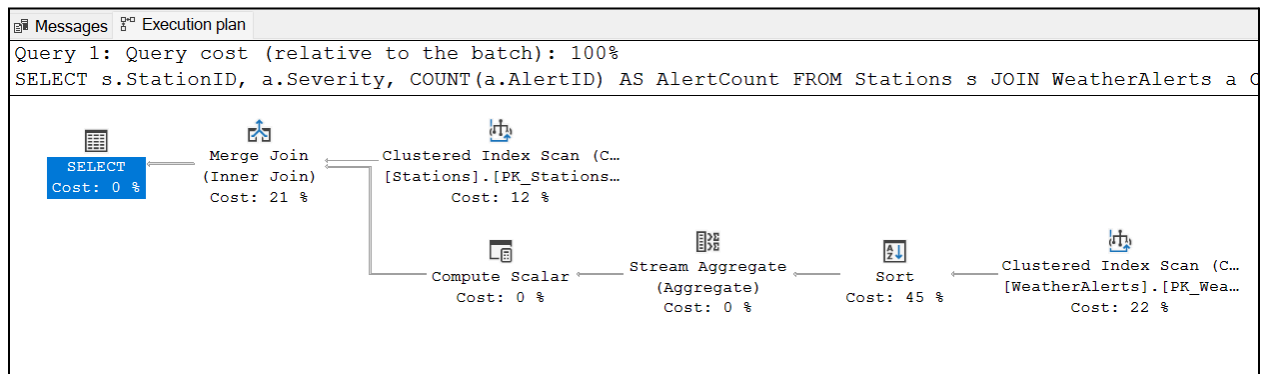 Messages Execution plan
Query 1: Query cost (relative to the batch): 100%
SELECT s.StationID, a.Severity, COUNT(a.AlertID) AS AlertCount FROM Stations s JOIN WeatherAlerts a
SELECT
Cost: 0 %
Merge Join
(Inner Join)
Cost: 21 %
Clustered Index Scan (C…
[Stations].[PK_Stations…
Cost: 12 %
Compute Scalar
Cost: 0 %
Stream Aggregate
(Aggregate)
Cost: 0 %
Sort
Cost: 45 %
Clustered Index Scan (C…
[WeatherAlerts].[PK_Wea…
Cost: 22 %